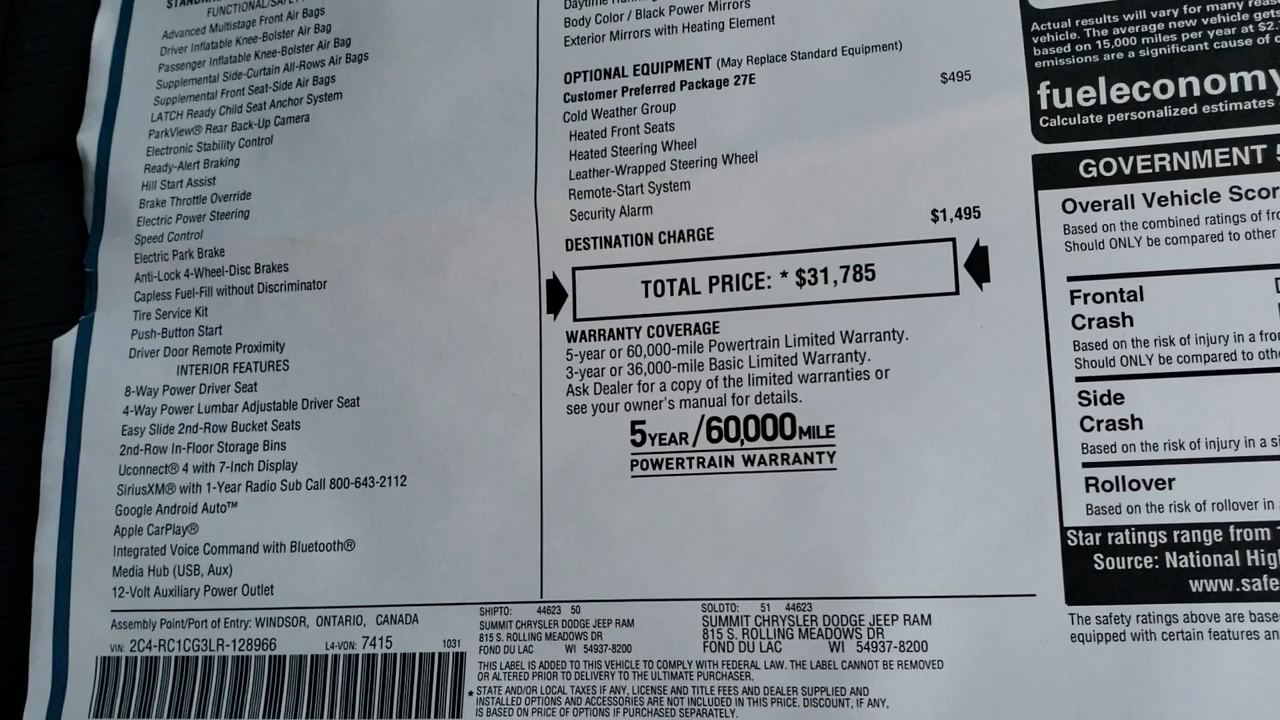 FUNCTIONAL/SAFETY
Advanced Multistage Front Air Bags
Driver Inflatable Knee-Bolster Air Bag
Passenger Inflatable Knee-Bolster Air Bag
Supplemental Side-Curtain All-Rows Air Bags
Supplemental Front Seat-Side Air Bags
LATCH Ready Child Seat Anchor System
ParkView® Rear Back-Up Camera
Electronic Stability Control
Ready-Alert Braking
Hill Start Assist
Brake Throttle Override
Electric Power Steering
Speed Control
Electric Park Brake
Anti-Lock 4-Wheel-Disc Brakes
Capless Fuel-Fill without Discriminator
Tire Service Kit
Push-Button Start
Driver Door Remote Proximity
INTERIOR FEATURES
8-Way Power Driver Seat
4-Way Power Lumbar Adjustable Driver Seat
Easy Slide 2nd-Row Bucket Seats
2nd-Row In-Floor Storage Bins
Uconnect® 4 with 7-Inch Display
SiriusXM® with 1-Year Radio Sub Call 800-643-2112
Google Android Auto™
Apple CarPlay®
Integrated Voice Command with Bluetooth®
Media Hub (USB, Aux)
12-Volt Auxiliary Power Outlet
Daytime
Body Color / Black Power Mirrors
Exterior Mirrors with Heating Element
OPTIONAL EQUIPMENT (May Replace Standard Equipment)
Customer Preferred Package 27E
Cold Weather Group $495
Heated Front Seats
Heated Steering Wheel
Leather-Wrapped Steering Wheel
Remote-Start System
Security Alarm
DESTINATION CHARGE $1,495
TOTAL PRICE: * $31,785
WARRANTY COVERAGE
5-year or 60,000-mile Powertrain Limited Warranty.
3-year or 36,000-mile Basic Limited Warranty.
Ask Dealer for a copy of the limited warranties or
see your owner's manual for details.
5 YEAR/60,000 MILE
POWERTRAIN WARRANTY
Actual results will vary for many
vehicle. The average new vehicle gets
based on 15,000 miles per year at $2.
emissions are a significant cause of
fueleconomy
Calculate personalized estimates
GOVERNMENT 5
Overall Vehicle
Based on the combined ratings of
Should ONLY be compared to other
Frontal
Crash
Based on the risk of injury in a
Should ONLY be compared to
Side
Crash
Based on the risk of injury in a
Rollover
Based on the risk of rollover in
Star ratings range from
Source: National
www.safe
The safety ratings above are
equipped with certain features
Assembly Point/Port of Entry: WINDSOR, ONTARIO, CANADA
VIN: 2C4-RC1CG3LR-128966 L4-VON: 7415 1031
SHIPTO: 44623 50
SUMMIT CHRYSLER DODGE JEEP RAM
815 S. ROLLING MEADOWS DR
FOND DU LAC WI 54937-8200
SOLDTO: 51 44623
SUMMIT CHRYSLER DODGE JEEP RAM
815 S. ROLLING MEADOWS DR
FOND DU LAC WI 54937-8200
THIS LABEL IS ADDED TO THIS VEHICLE TO COMPLY WITH FEDERAL LAW. THE LABEL CANNOT BE REMOVED
OR ALTERED PRIOR TO DELIVERY TO THE ULTIMATE PURCHASER.
* STATE AND/OR LOCAL TAXES IF ANY, LICENSE AND TITLE FEES AND DEALER SUPPLIED AND
INSTALLED OPTIONS AND ACCESSORIES ARE NOT INCLUDED IN THIS PRICE. DISCOUNT, IF ANY,
IS BASED ON PRICE OF OPTIONS IF PURCHASED SEPARATELY.